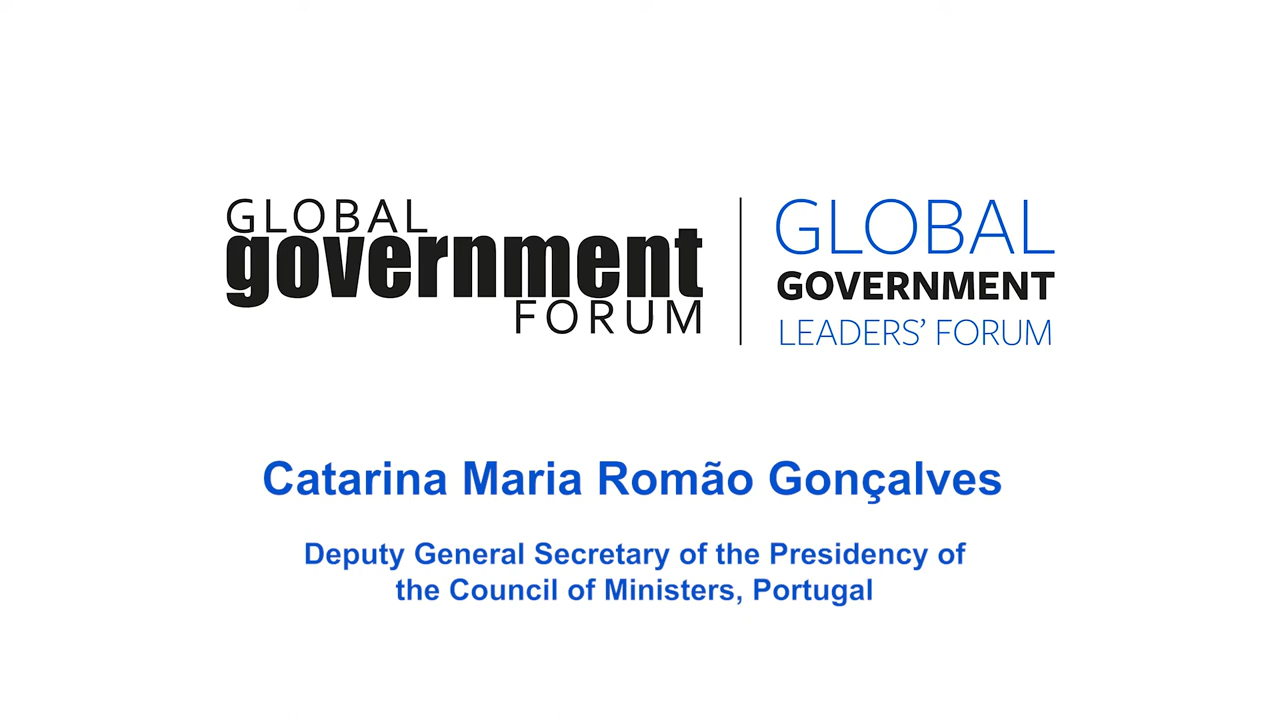 GLOBAL
government
FORUM
GLOBAL
GOVERNMENT
LEADERS’ FORUM
Catarina Maria Romão Gonçalves
Deputy General Secretary of the Presidency of
the Council of Ministers, Portugal